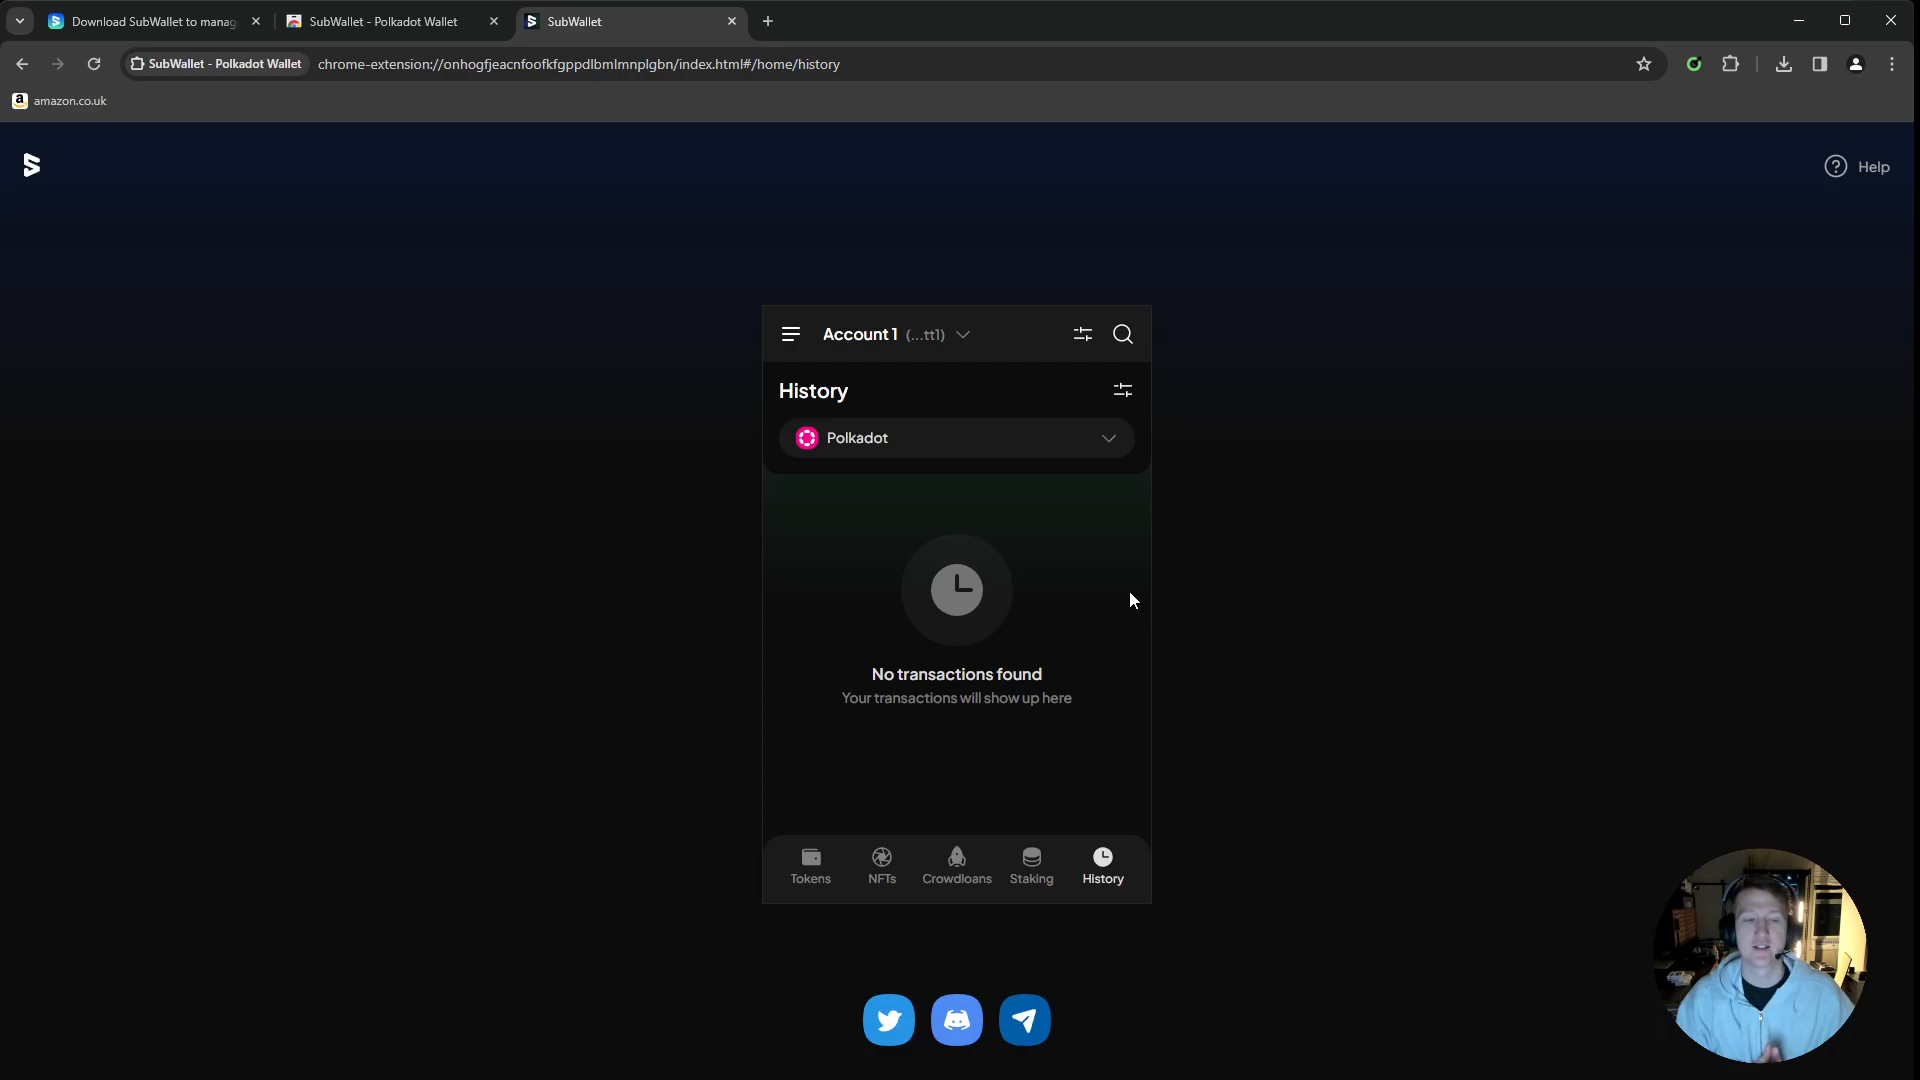 Download SubWallet to manag
SubWallet - Polkadot Wallet
SubWallet
SubWallet - Polkadot Wallet
chrome-extension://onhogfjeacnfoofkfgppdlbmlmnplgbn/index.html#/home/history
amazon.co.uk
Help
Account 1 (...tt1)
History
Polkadot
No transactions found
Your transactions will show up here
Tokens
NFTs
Crowdloans
Staking
History